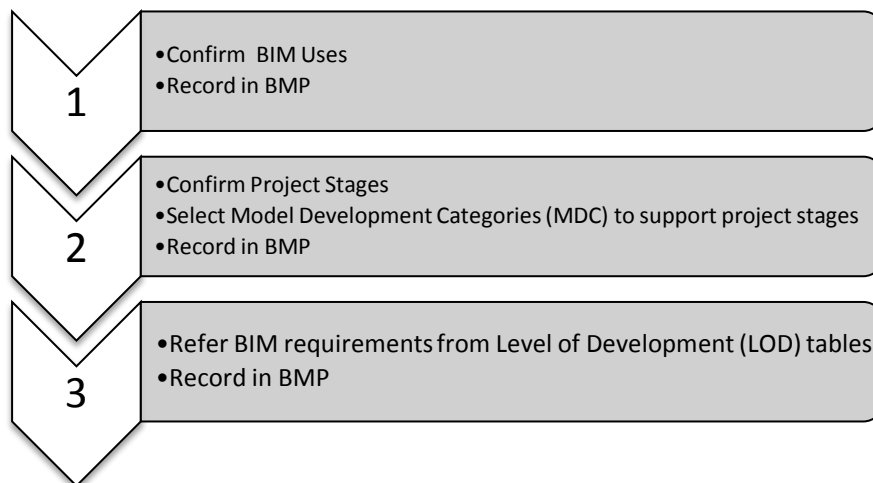 1
•Confirm BIM Uses
•Record in BMP
2
•Confirm Project Stages
•Select Model Development Categories (MDC) to support project stages
•Record in BMP
3
•Refer BIM requirements from Level of Development (LOD) tables
•Record in BMP